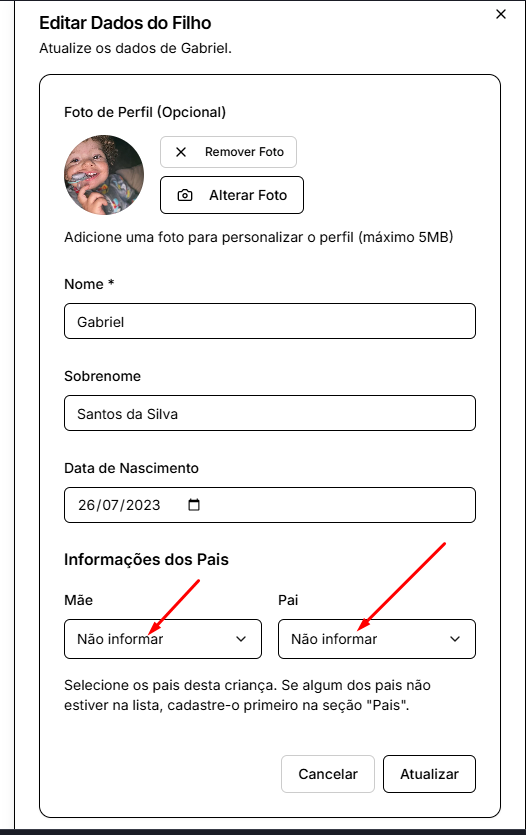 Editar Dados do Filho
Atualize os dados de Gabriel.
Foto de Perfil (Opcional)
Remover Foto
Alterar Foto
Adicione uma foto para personalizar o perfil (máximo 5MB)
Nome *
Gabriel
Sobrenome
Santos da Silva
Data de Nascimento
26/07/2023
Informações dos Pais
Mãe Pai
Não informar Não informar
Selecione os pais desta criança. Se algum dos pais não
estiver na lista, cadastre-o primeiro na seção "Pais".
Cancelar Atualizar